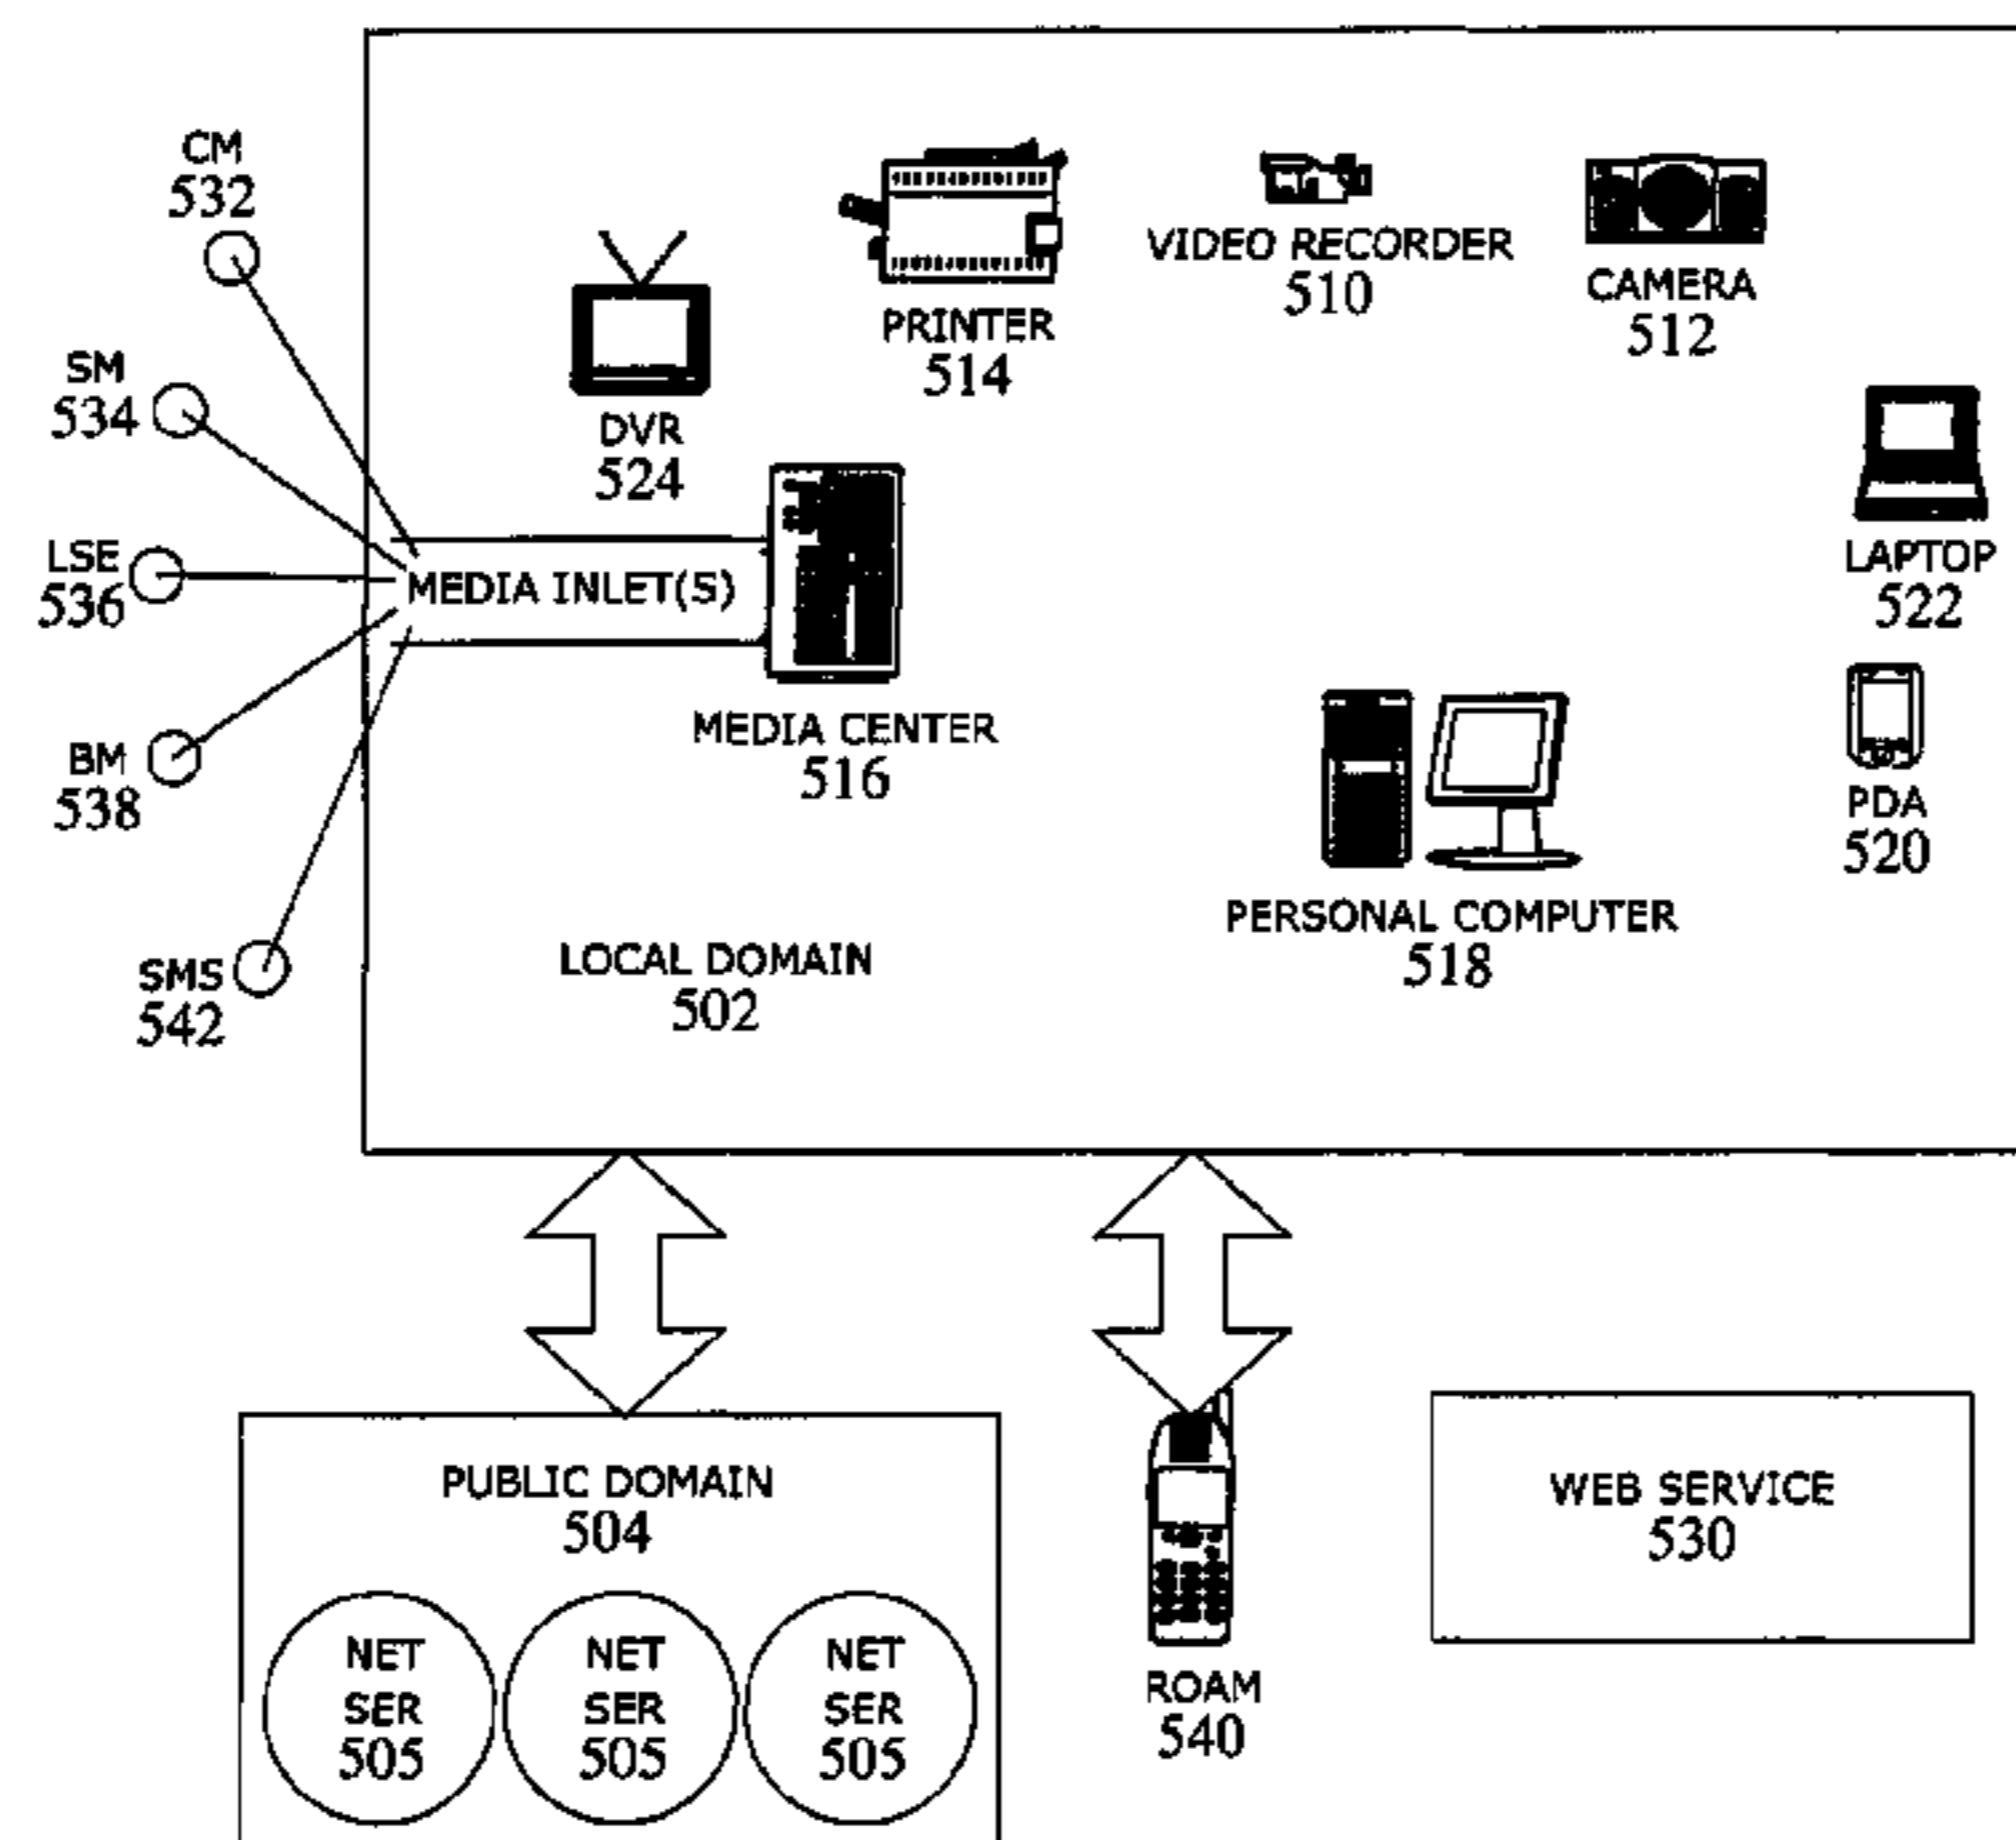 CM
532
SM
534
LSE
536
BM
538
SMS
542
DVR
524
PRINTER
514
VIDEO RECORDER
510
CAMERA
512
LAPTOP
522
MEDIA INLET(S)
MEDIA CENTER
516
PDA
520
PERSONAL COMPUTER
518
LOCAL DOMAIN
502
PUBLIC DOMAIN
504
NET
SER
505
NET
SER
505
NET
SER
505
ROAM
540
WEB SERVICE
530